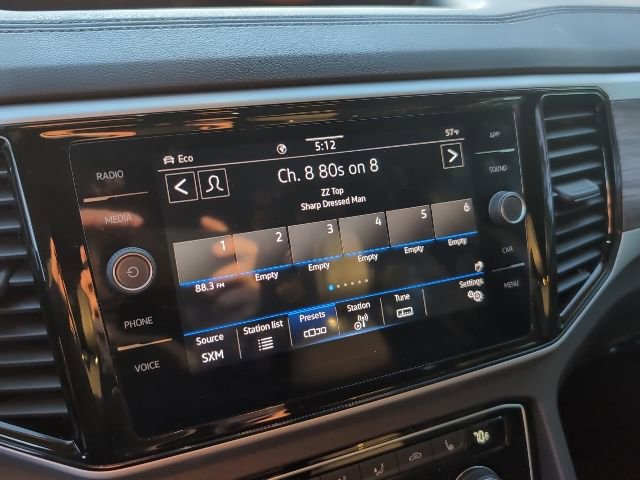 RADIO
MEDIA
PHONE
VOICE
Eco
5:12
57°F
Ch. 8 80s on 8
ZZ Top
Sharp Dressed Man
1 2 3 4 5 6
88.3 FM Empty Empty Empty Empty Empty
Source Station list Presets Station Tune Settings
SXM
APP
SOUND
CAR
MENU